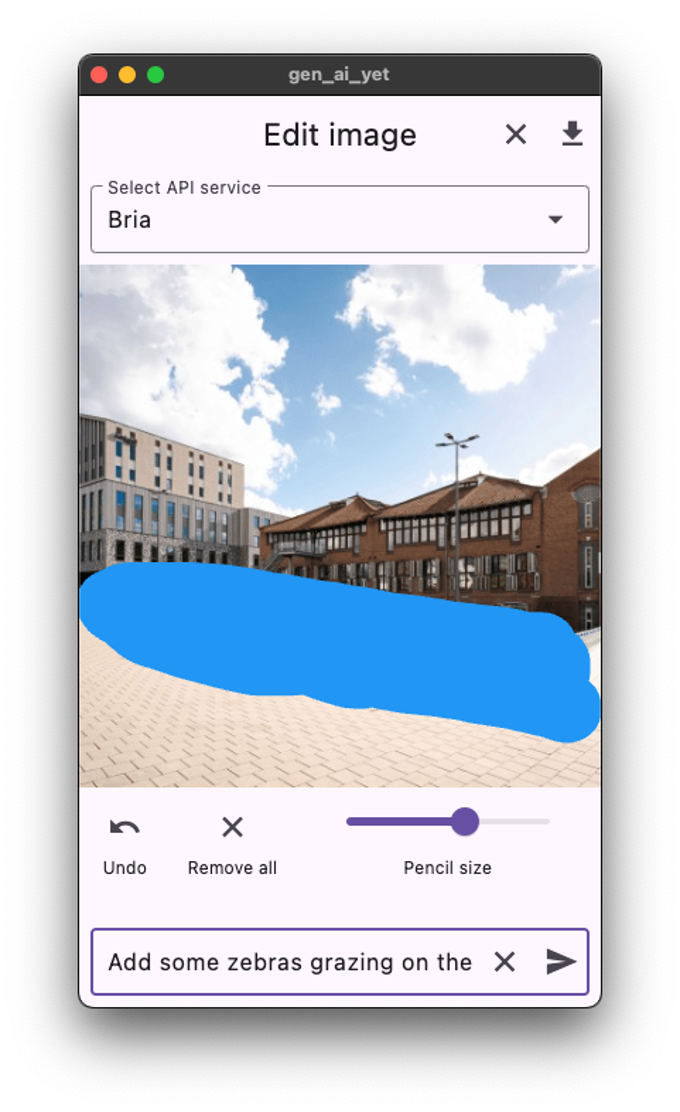 gen_ai_yet
Edit image
Select API service
Bria
Undo
Remove all
Pencil size
Add some zebras grazing on the